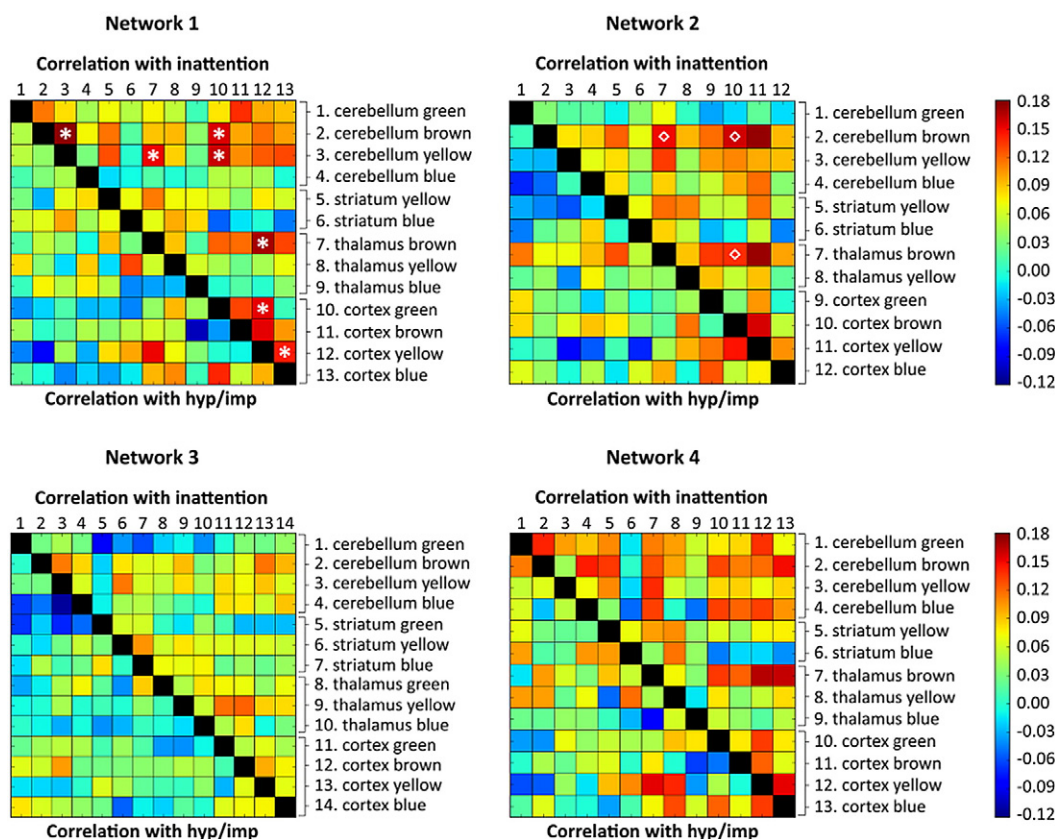 Network 1
Correlation with inattention
1 2 3 4 5 6 7 8 9 10 11 12 13
1. cerebellum green
2. cerebellum brown
3. cerebellum yellow
4. cerebellum blue
5. striatum yellow
6. striatum blue
7. thalamus brown
8. thalamus yellow
9. thalamus blue
10. cortex green
11. cortex brown
12. cortex yellow
13. cortex blue
Correlation with hyp/imp
Network 2
Correlation with inattention
1 2 3 4 5 6 7 8 9 10 11 12
1. cerebellum green
2. cerebellum brown
3. cerebellum yellow
4. cerebellum blue
5. striatum yellow
6. striatum blue
7. thalamus brown
8. thalamus yellow
9. cortex green
10. cortex brown
11. cortex yellow
12. cortex blue
Correlation with hyp/imp
0.18
0.15
0.12
0.09
0.06
0.03
0.00
-0.03
-0.06
-0.09
-0.12
Network 3
Correlation with inattention
1 2 3 4 5 6 7 8 9 10 11 12 13 14
1. cerebellum green
2. cerebellum brown
3. cerebellum yellow
4. cerebellum blue
5. striatum green
6. striatum yellow
7. striatum blue
8. thalamus green
9. thalamus yellow
10. thalamus blue
11. cortex green
12. cortex brown
13. cortex yellow
14. cortex blue
Correlation with hyp/imp
Network 4
Correlation with inattention
1 2 3 4 5 6 7 8 9 10 11 12 13
1. cerebellum green
2. cerebellum brown
3. cerebellum yellow
4. cerebellum blue
5. striatum yellow
6. striatum blue
7. thalamus brown
8. thalamus yellow
9. thalamus blue
10. cortex green
11. cortex brown
12. cortex yellow
13. cortex blue
Correlation with hyp/imp
0.18
0.15
0.12
0.09
0.06
0.03
0.00
-0.03
-0.06
-0.09
-0.12